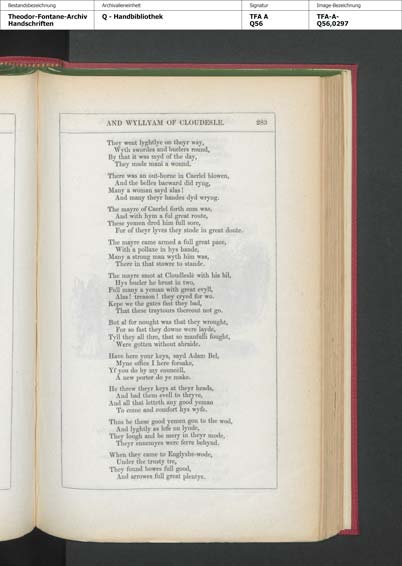 Bestandsbezeichnung
Archivalieneinheit
Signatur
Image-Bezeichnung
Theodor-Fontane-Archiv
Handschriften
Q - Handbibliothek
TFA A
Q56
TFA-A-
Q56,0297
AND WYLLYAM OF CLOUDESLE. 283
They went lyghtlye on theyr way,
Wyth swordes and buclers round,
By that it was myd of the day,
They made mani a wound.
There was an out-horne in Caerlel blowen,
And the belles bacward did ryng,
Many a woman sayd alas!
And many theyr handes dyd wryng.
The mayre of Caerlel forth com was,
And with hym a ful great route,
These yemen dred him full sore,
For of theyr lyves they stode in great doute.
The mayre came armed a full great pace,
With a pollaxe in hys hande,
Many a strong man wyth him was,
There in that stowre to stande.
The mayre smot at Cloudleslè with his bil,
Hys bucler he brust in two,
Full many a yeman with great evyll,
Alas! treason! they cryed for wo.
Kepe we the gates fast they bad,
That these traytours thereout not go.
But al for nought was that they wrought,
For so fast they downe were layde,
Tyll they all thre, that so manfulli fought,
Were gotten without abraide.
Have here your keys, sayd Adam Bel,
Myne office I here forsake,
Yf you do by my councèll,
A new porter do ye make.
He threw theyr keys at theyr heads,
And bad them evell to thryve,
And all that letteth any good yeman
To come and comfort hys wyfe.
Thus be these good yemen gon to the wod,
And lyghtly as lefe on lynde,
They lough and be mery in theyr mode,
Theyr ennemyes were ferre behynd.
When they came to Englyshe-wode,
Under the trusty tre,
They found bowes full good,
And arrowes full great plentye.